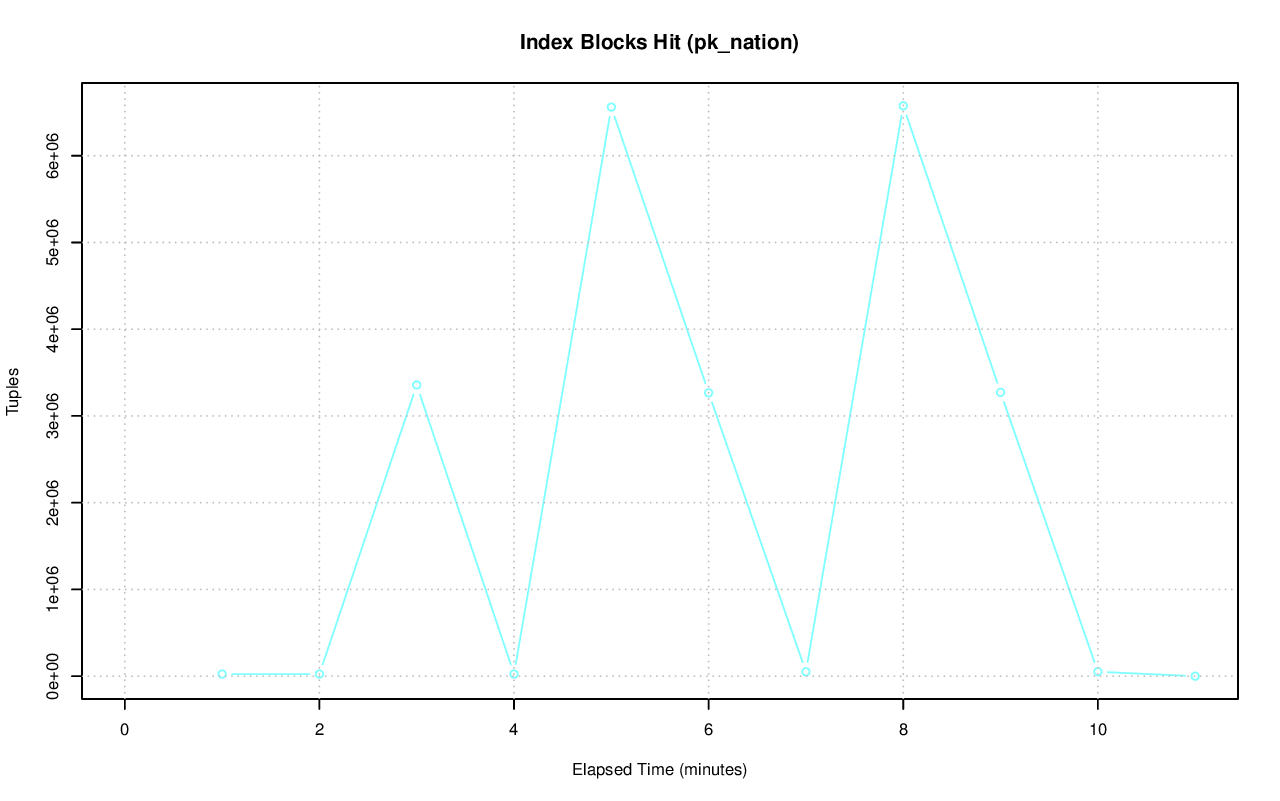 Index Blocks Hit (pk_nation)
Tuples
6e+06
5e+06
4e+06
3e+06
2e+06
1e+06
0e+00
0 2 4 6 8 10
Elapsed Time (minutes)